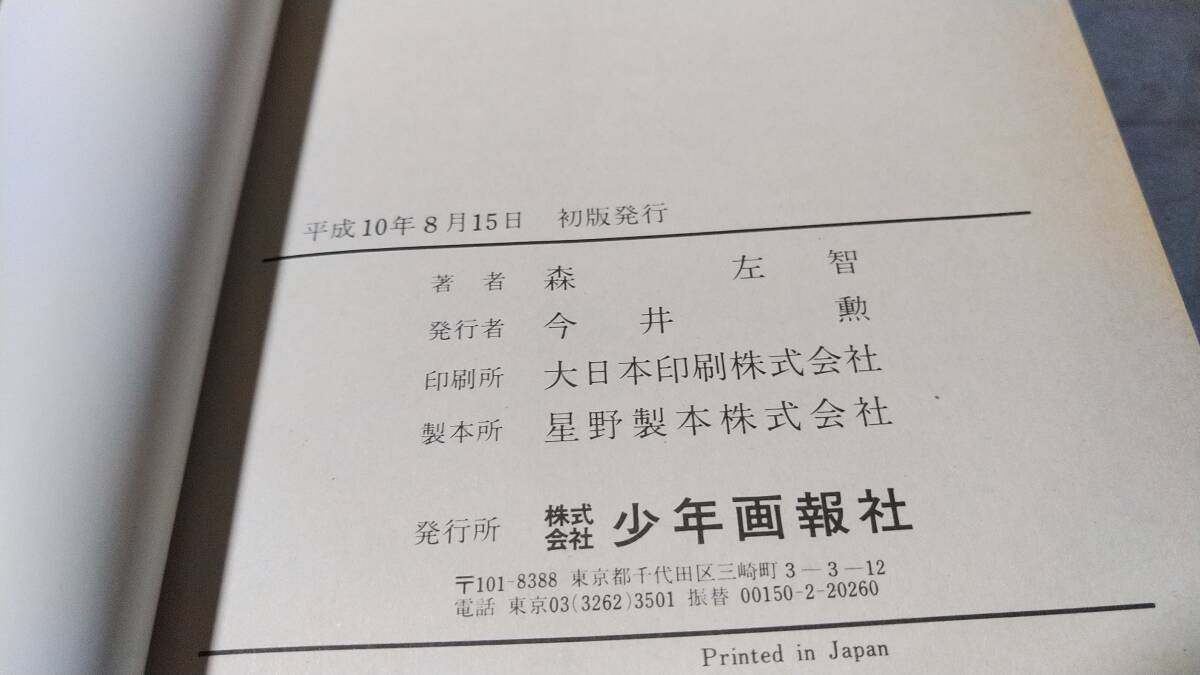 平成10年8月15日 初版発行
著者 森 左智
発行者 今井 勲
印刷所 大日本印刷株式会社
製本所 星野製本株式会社
発行所 株式会社 少年画報社
〒101-8388 東京都千代田区三崎町3-3-12
電話 東京03(3262)3501 振替 00150-2-20260
Printed in Japan